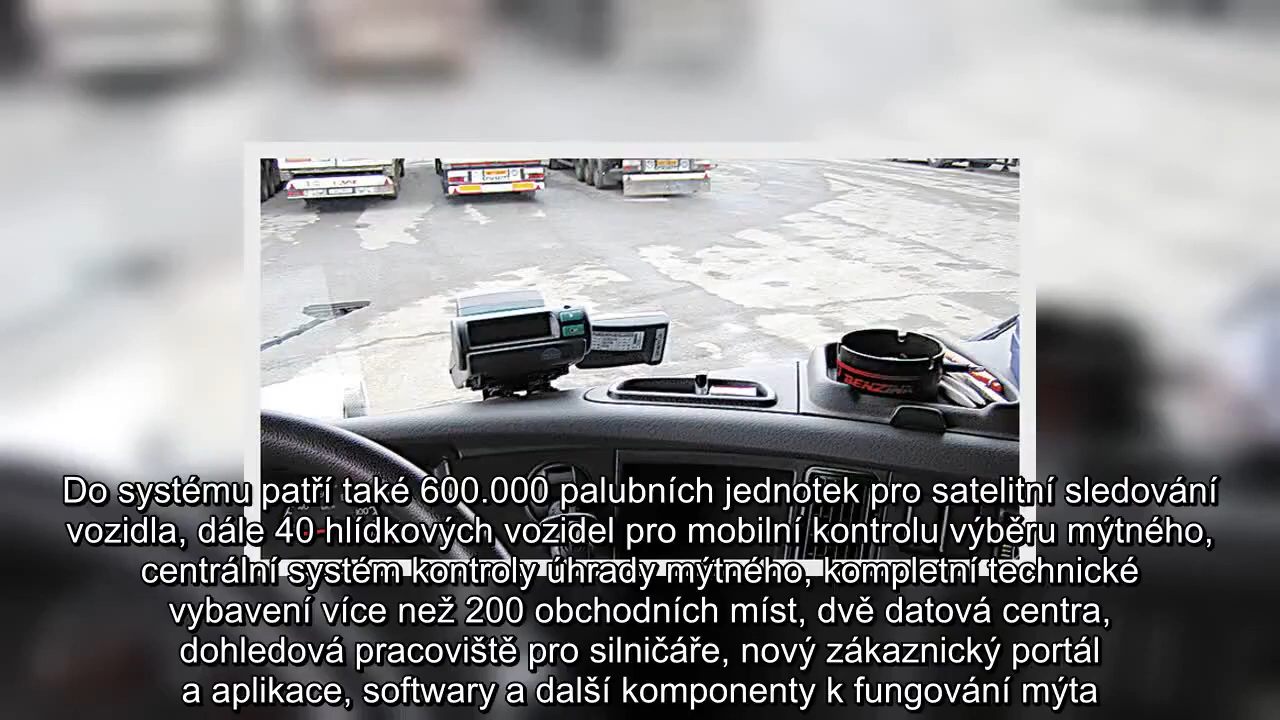 BENZINA
Do systému patří také 600.000 palubních jednotek pro satelitní sledování
vozidla, dále 40 hlídkových vozidel pro mobilní kontrolu výběru mýtného,
centrální systém kontroly úhrady mýtného, kompletní technické
vybavení více než 200 obchodních míst, dvě datová centra,
dohledová pracoviště pro silničáře, nový zákaznický portál
a aplikace, softwary a další komponenty k fungování mýta